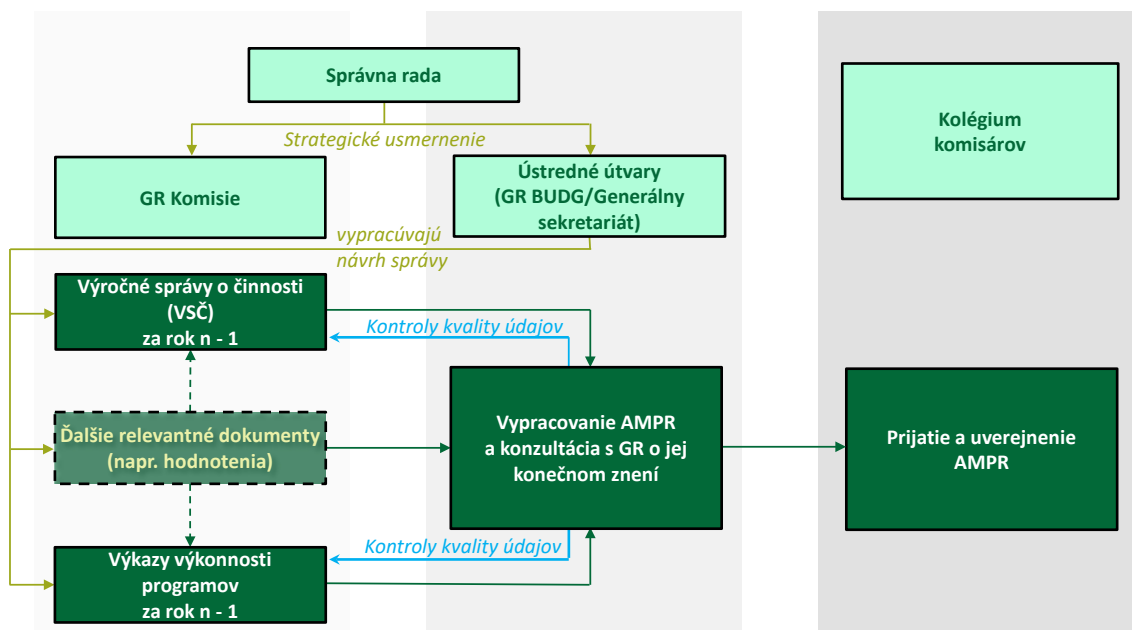 Správna rada
Kolégium
komisárov
Strategické usmernenie
GR Komisie
Ústredné útvary
(GR BUDG/Generálny
sekretariát)
vypracúvajú
návrh správy
Výročné správy o činnosti
(VSČ)
za rok n - 1
Kontroly kvality údajov
Ďalšie relevantné dokumenty
(napr. hodnotenia)
Vypracovanie AMPR
a konzultácia s GR o jej
konečnom znení
Prijatie a uverejnenie
AMPR
Kontroly kvality údajov
Výkazy výkonnosti
programov
za rok n - 1